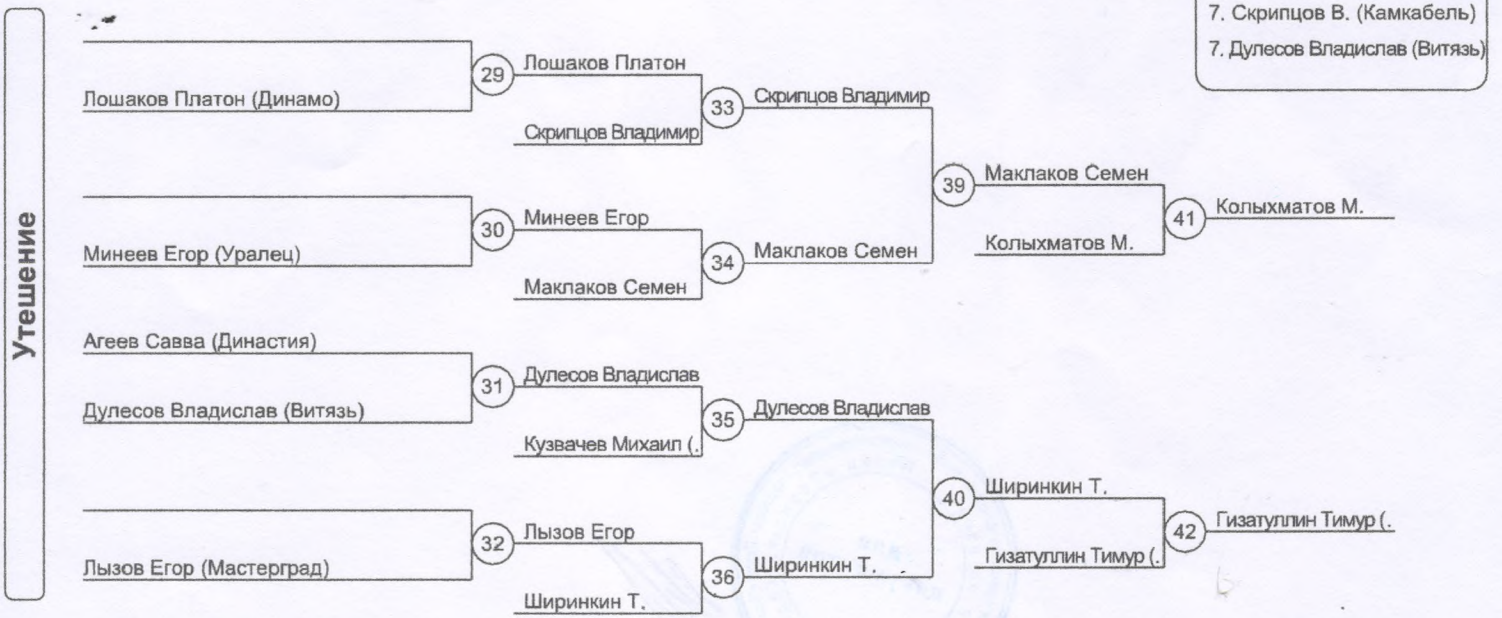 7. Скрипцов В. (Камкабель)
7. Дулесов Владислав (Витязь)
Утешение
29
Лошаков Платон
Лошаков Платон (Динамо)
33
Скрипцов Владимир
Скрипцов Владимир
39
Маклаков Семен
41
Колыхматов М.
30
Минеев Егор
Колыхматов М.
Минеев Егор (Уралец)
34
Маклаков Семен
Маклаков Семен
Агеев Савва (Династия)
31
Дулесов Владислав
Дулесов Владислав (Витязь)
35
Дулесов Владислав
Кузвачев Михаил (.
40
Ширинкин Т.
42
Гизатуллин Тимур (.
32
Лызов Егор
Гизатуллин Тимур (.
Лызов Егор (Мастерград)
36
Ширинкин Т.
Ширинкин Т.